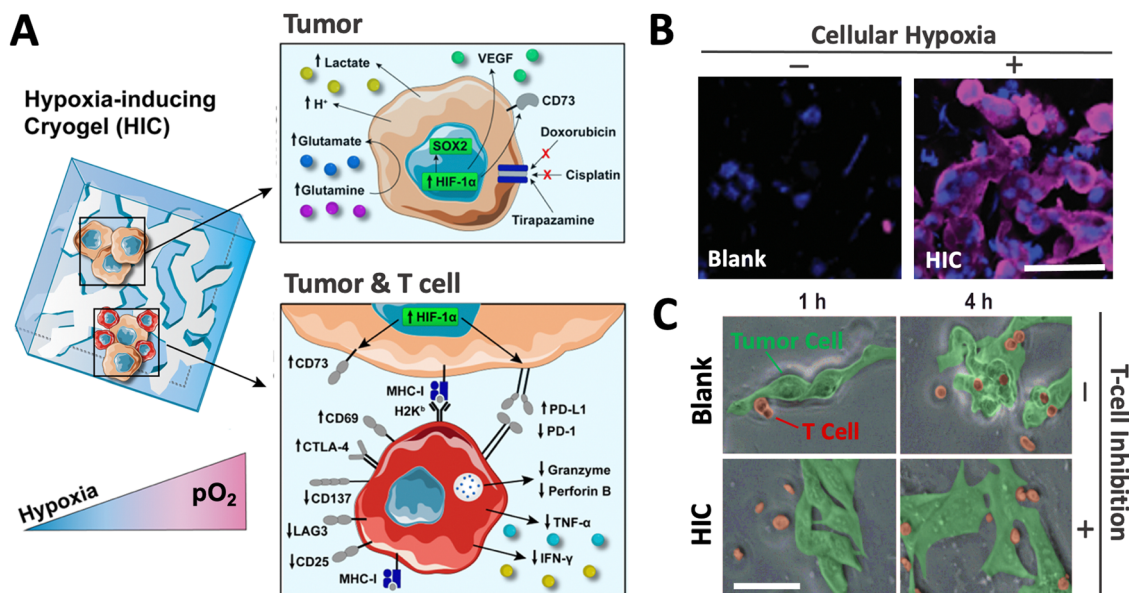 A
Hypoxia-inducing
Cryogel (HIC)
Hypoxia
pO₂
Tumor
↑ Lactate
↑ H⁺
↑ Glutamate
↑ Glutamine
VEGF
CD73
SOX2
↑ HIF-1α
Doxorubicin
X
X Cisplatin
Tirapazamine
Tumor & T cell
↑ HIF-1α
↑CD73
MHC-I
H2Kᵇ
↑CD69
↑CTLA-4
↓CD137
↓LAG3
↓CD25
MHC-I
↑ PD-L1
↓ PD-1
↓ Granzyme
↓ Perforin B
↓ TNF-α
↓ IFN-γ
B
Cellular Hypoxia
− +
Blank
HIC
C
1 h 4 h
Blank
Tumor Cell
T Cell
HIC
−
+
T-cell Inhibition